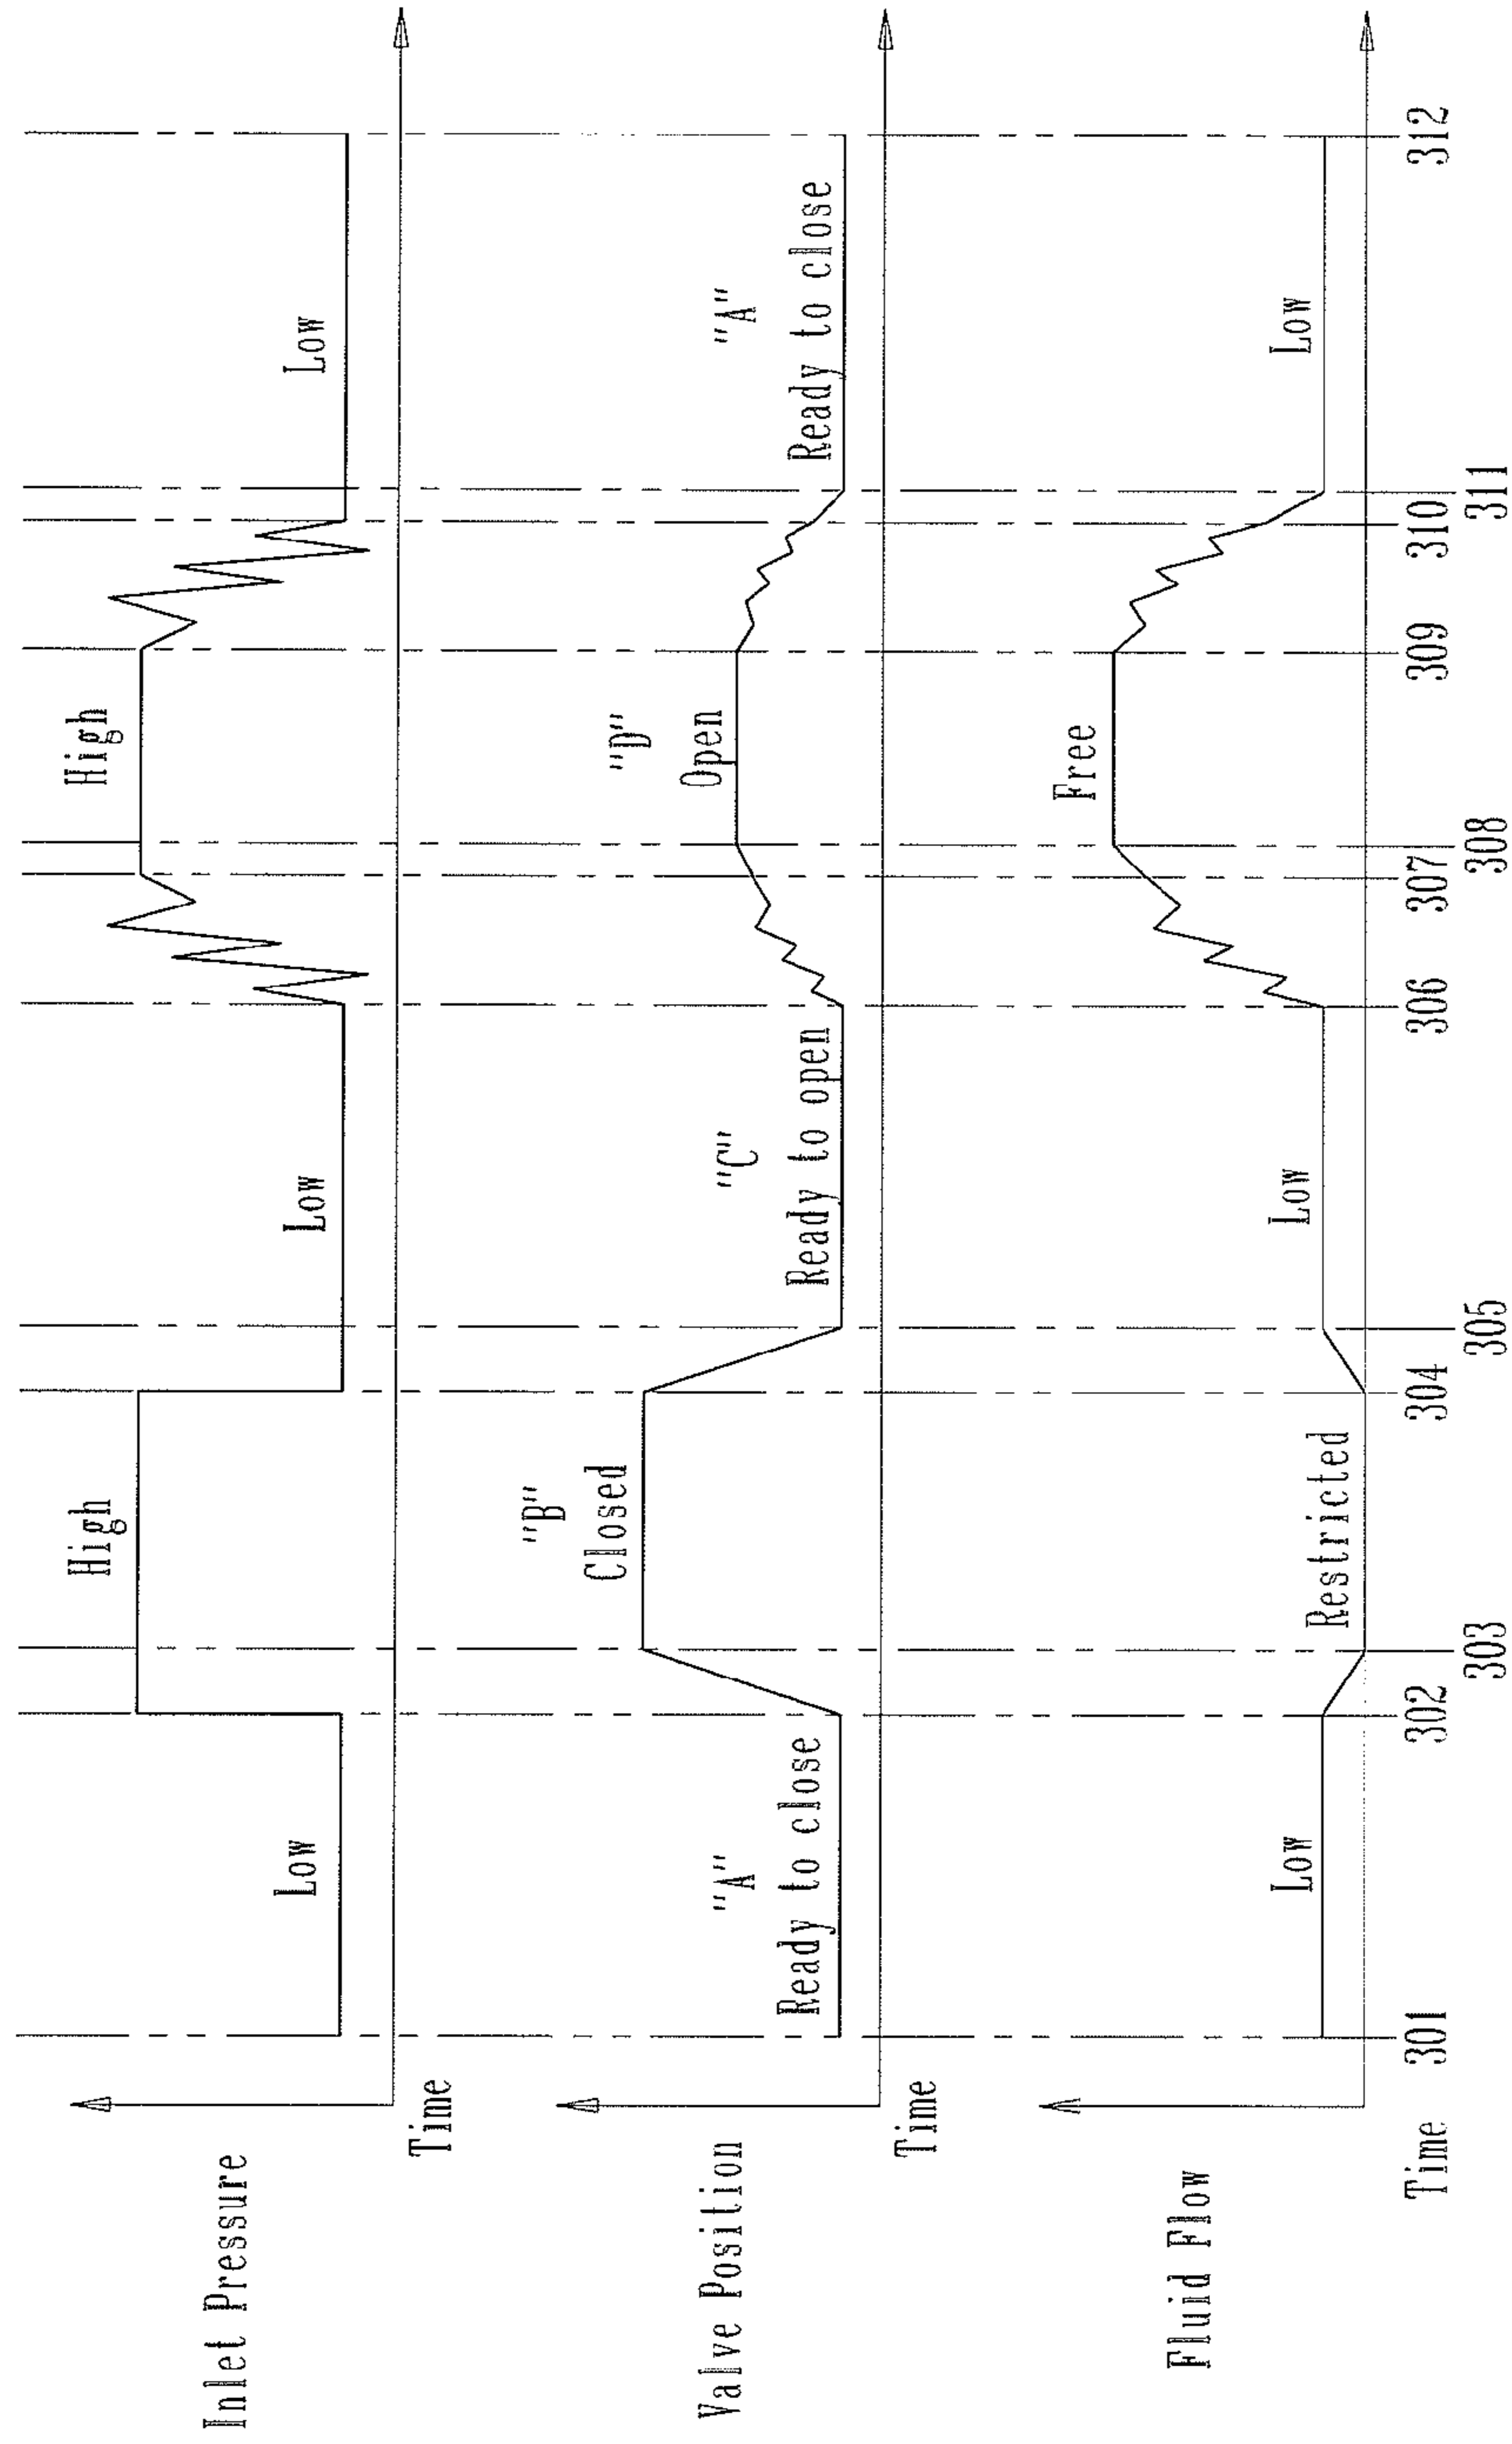 Inlet Pressure
Low
High
Low
High
Low
Time
Valve Position
"A"
Ready to close
"B"
Closed
"C"
Ready to open
"D"
Open
"A"
Ready to close
Time
Fluid Flow
Low
Restricted
Low
Free
Low
Time
301
302
303
304
305
306
307
308
309
310
311
312